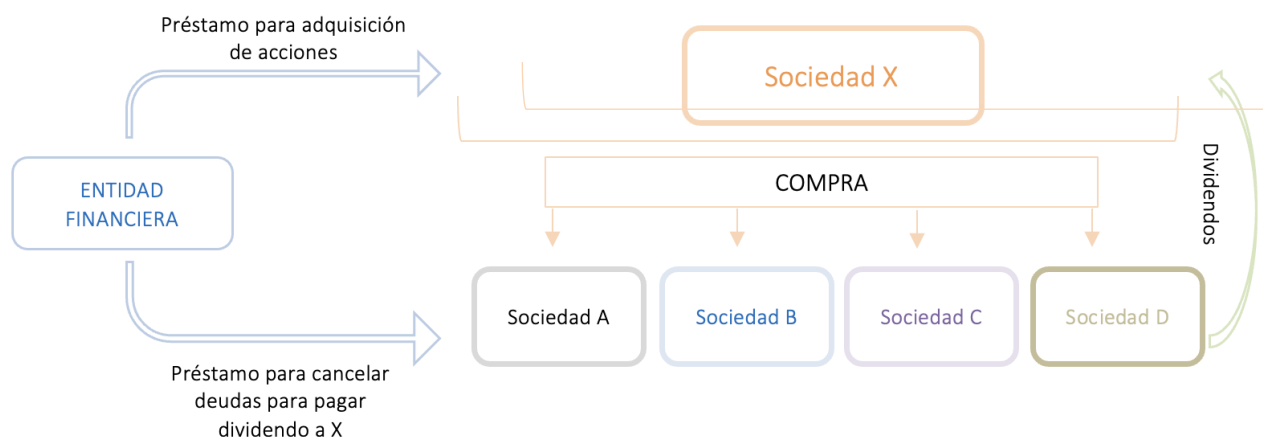 Préstamo para adquisición
de acciones
Sociedad X
ENTIDAD
FINANCIERA
COMPRA
Dividendos
Sociedad A
Sociedad B
Sociedad C
Sociedad D
Préstamo para cancelar
deudas para pagar
dividendo a X